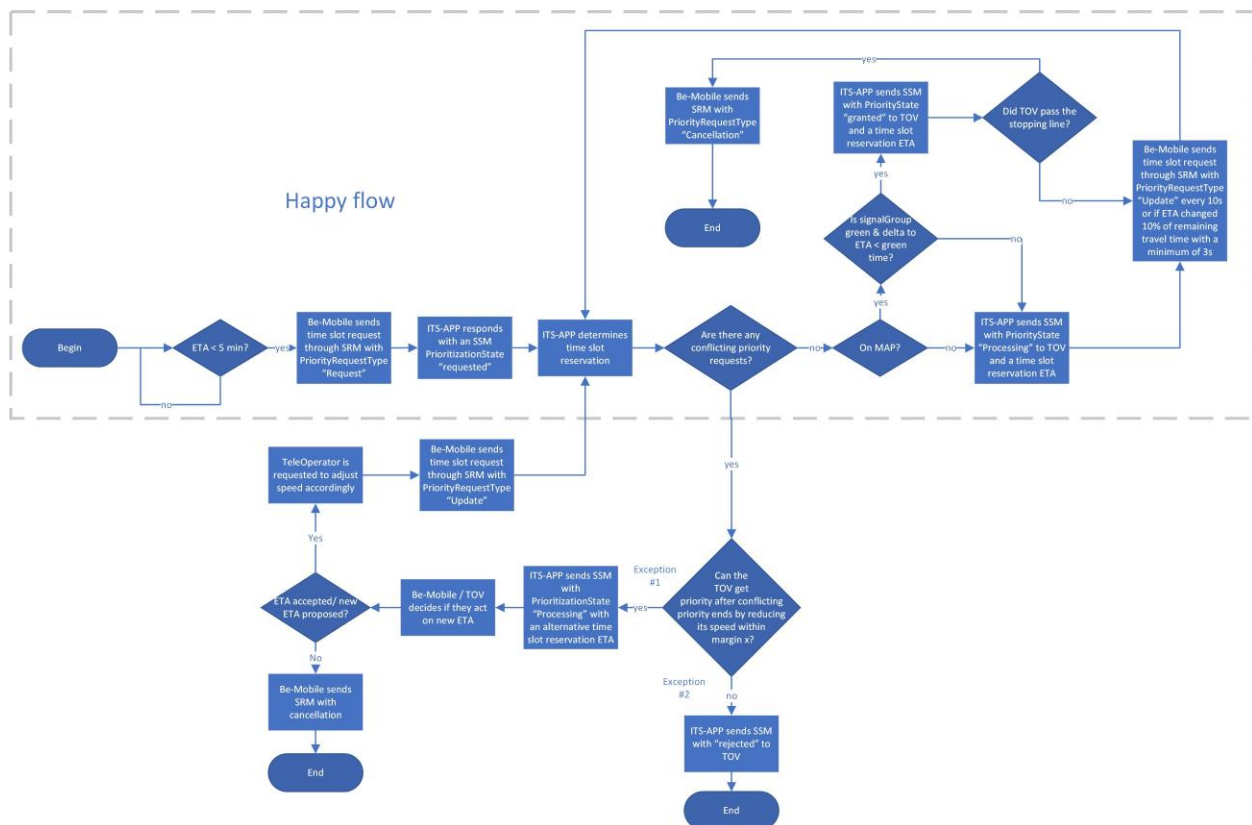 Happy flow
Begin
ETA < 5 min?
no
yes
Be-Mobile sends
time slot request
through SRM with
PriorityRequestType
“Request”
ITS-APP responds
with an SSM
PrioritizationState
“requested”
ITS-APP determines
time slot
reservation
Are there any
conflicting priority
requests?
no
On MAP?
no
ITS-APP sends SSM
with PriorityState
“Processing” to TOV
and a time slot
reservation ETA
yes
Is signalGroup
green & delta to
ETA < green
time?
no
yes
ITS-APP sends SSM
with PriorityState
“granted” to TOV
and a time slot
reservation ETA
Did TOV pass the
stopping line?
yes
no
Be-Mobile sends
SRM with
PriorityRequestType
“Cancellation”
End
Be-Mobile sends
time slot request
through SRM with
PriorityRequestType
“Update” every 10s
or if ETA changed
10% of remaining
travel time with a
minimum of 3s
yes
Can the
TOV get
priority after conflicting
priority ends by reducing
its speed within
margin x?
Exception
#1
yes
ITS-APP sends SSM
with
PrioritizationState
“Processing” with
an alternative time
slot reservation ETA
Be-Mobile / TOV
decides if they act
on new ETA
ETA accepted/ new
ETA proposed?
Yes
TeleOperator is
requested to adjust
speed accordingly
Be-Mobile sends
time slot request
through SRM with
PriorityRequestType
“Update”
No
Be-Mobile sends
SRM with
cancellation
End
Exception
#2
no
ITS-APP sends SSM
with “rejected” to
TOV
End